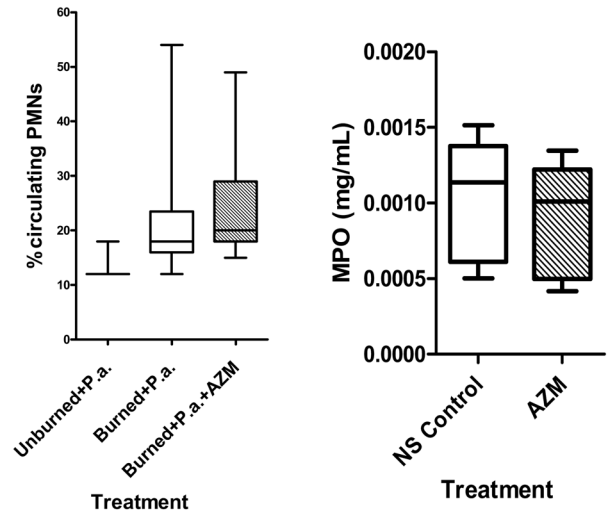 % circulating PMNs
60
50
40
30
20
10
0
Unburned+P.a.
Burned+P.a.
Burned+P.a.+AZM
Treatment
MPO (mg/mL)
0.0020
0.0015
0.0010
0.0005
0.0000
NS Control
AZM
Treatment